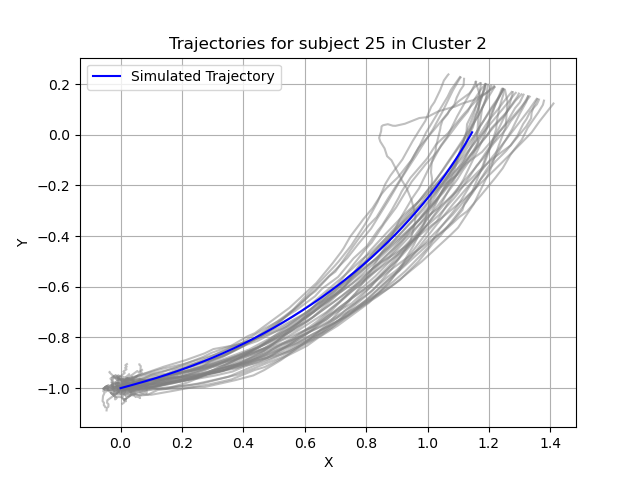 Trajectories for subject 25 in Cluster 2
Simulated Trajectory
0.2
0.0
−0.2
−0.4
−0.6
−0.8
−1.0
Y
0.0 0.2 0.4 0.6 0.8 1.0 1.2 1.4
X